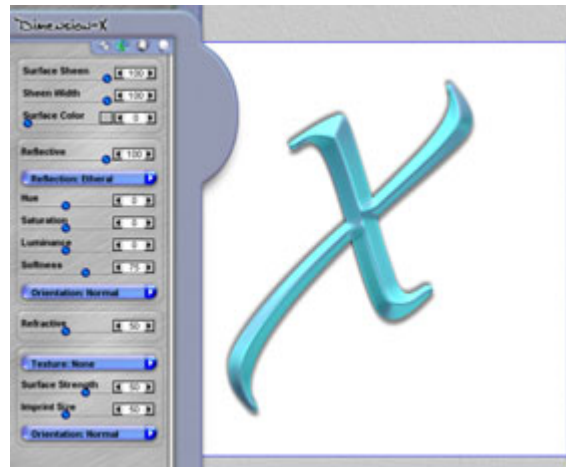 Dimension-X
Surface Sheen 100
Sheen Width 100
Surface Color 0
Reflective 100
Reflection: Etheral
Hue 0
Saturation 0
Luminance 0
Softness 75
Orientation: Normal
Refractive 50
Texture: None
Surface Strength 50
Imprint Size 50
Orientation: Normal
X